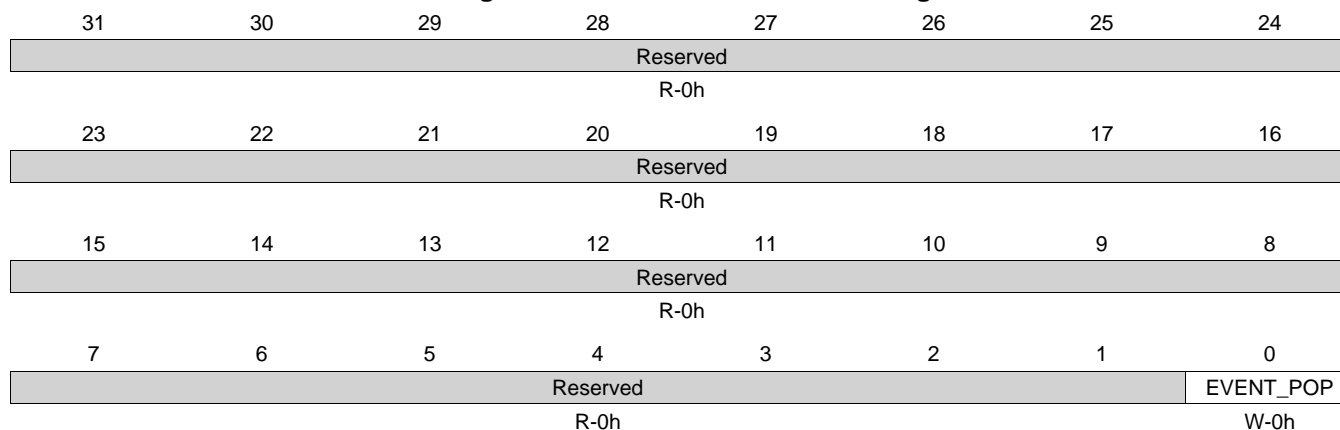 31 30 29 28 27 26 25 24
Reserved
R-0h
23 22 21 20 19 18 17 16
Reserved
R-0h
15 14 13 12 11 10 9 8
Reserved
R-0h
7 6 5 4 3 2 1 0
Reserved EVENT_POP
R-0h W-0h